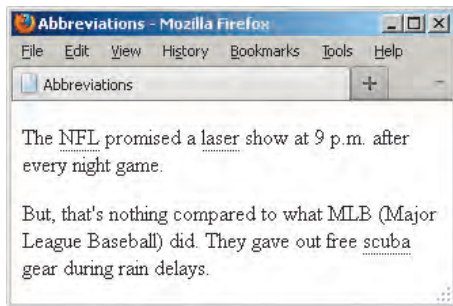 Abbreviations - Mozilla Firefox
File Edit View History Bookmarks Tools Help
Abbreviations
The NFL promised a laser show at 9 p.m. after
every night game.
But, that's nothing compared to what MLB (Major
League Baseball) did. They gave out free scuba
gear during rain delays.